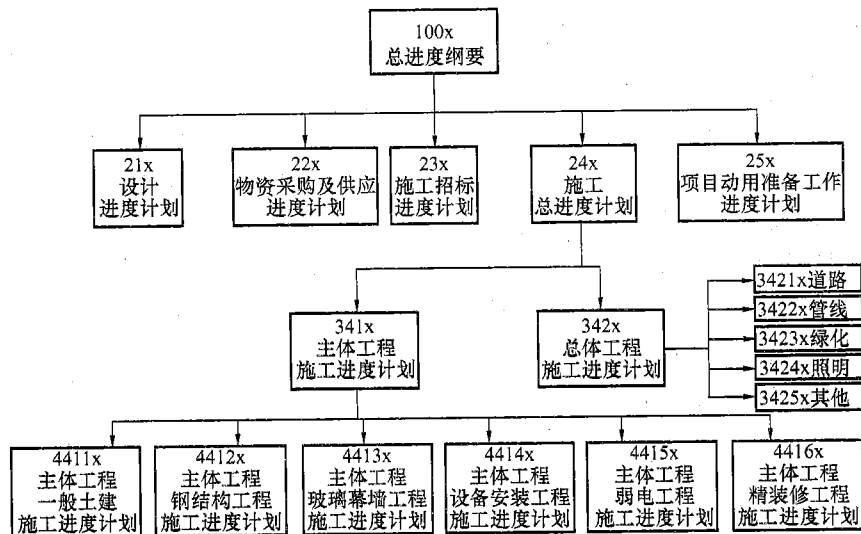 100x
总进度纲要
21x
设计
进度计划
22x
物资采购及供应
进度计划
23x
施工招标
进度计划
24x
施工
总进度计划
25x
项目动用准备工作
进度计划
341x
主体工程
施工进度计划
342x
总体工程
施工进度计划
3421x道路
3422x管线
3423x绿化
3424x照明
3425x其他
4411x
主体工程
一般土建
施工进度计划
4412x
主体工程
钢结构工程
施工进度计划
4413x
主体工程
玻璃幕墙工程
施工进度计划
4414x
主体工程
设备安装工程
施工进度计划
4415x
主体工程
弱电工程
施工进度计划
4416x
主体工程
精装修工程
施工进度计划